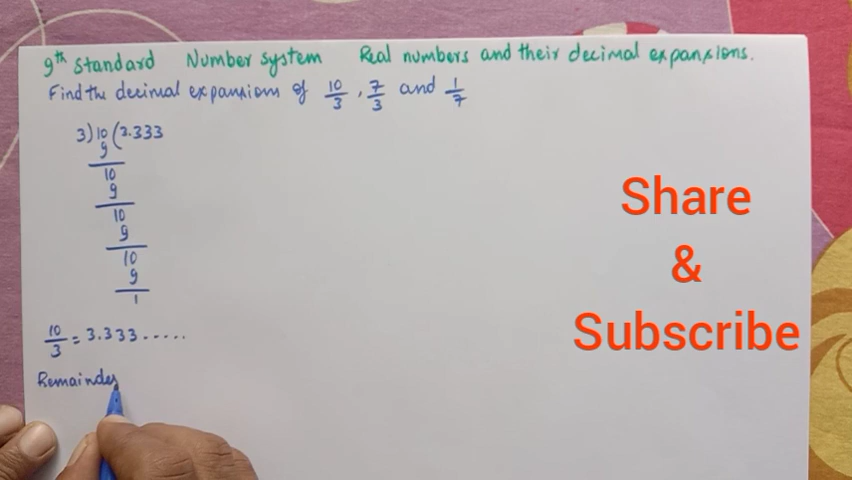 9th Standard Number system Real numbers and their decimal expansions.
Find the decimal expansions of 10/3, 7/3 and 1/7
3)10(3.333
9
10
9
10
9
10
9
1
10/3 = 3.333.....
Remainder
Share
&
Subscribe